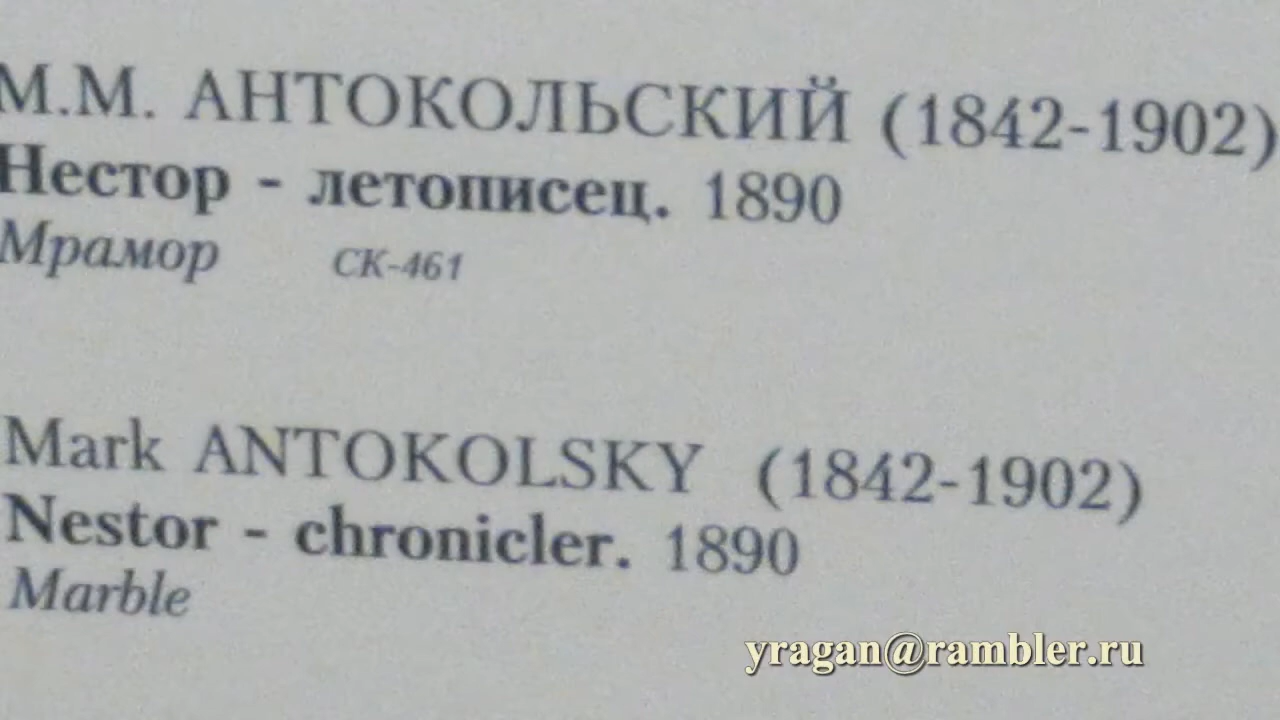 М.М. АНТОКОЛЬСКИЙ (1842-1902)
Нестор - летописец. 1890
Мрамор СК-461
Mark ANTOKOLSKY (1842-1902)
Nestor - chronicler. 1890
Marble
yragan@rambler.ru